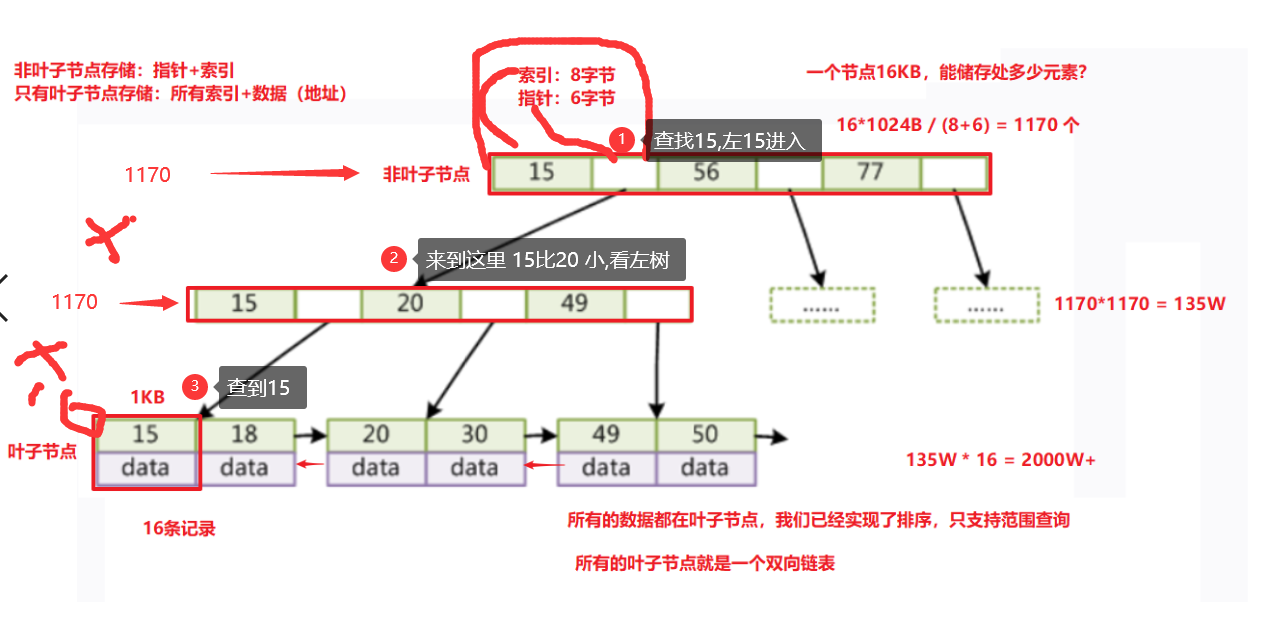 非叶子节点存储：指针+索引
只有叶子节点存储：所有索引+数据（地址）
索引：8字节
指针：6字节
一个节点16KB，能储存处多少元素？
16*1024B / (8+6) = 1170 个
1 查找15,左15进入
1170
非叶子节点
15 56 77
2 来到这里 15比20 小,看左树
1170
15 20 49
......
......
1170*1170 = 135W
1KB
3 查到15
叶子节点
15 18 20 30 49 50
data data data data data data
135W * 16 = 2000W+
16条记录
所有的数据都在叶子节点，我们已经实现了排序，只支持范围查询
所有的叶子节点就是一个双向链表